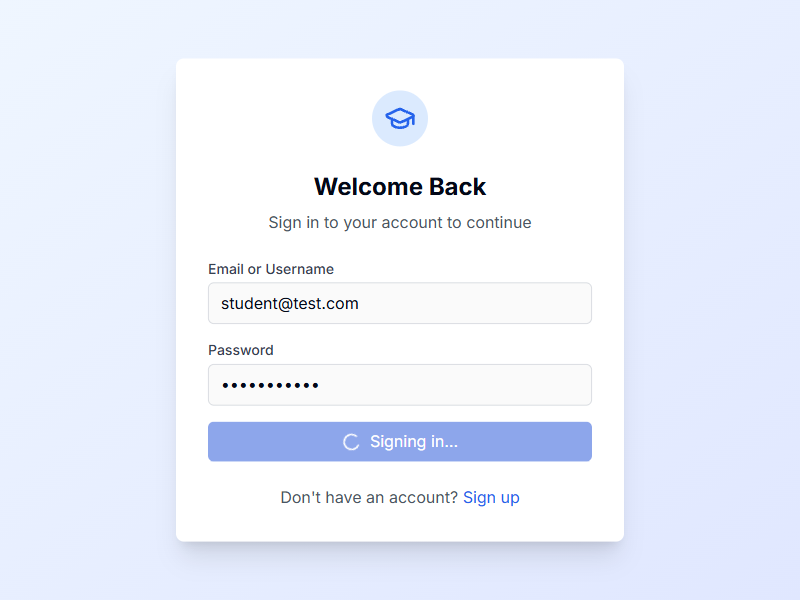 Welcome Back
Sign in to your account to continue
Email or Username
student@test.com
Password
•••••••••••
Signing in...
Don't have an account? Sign up